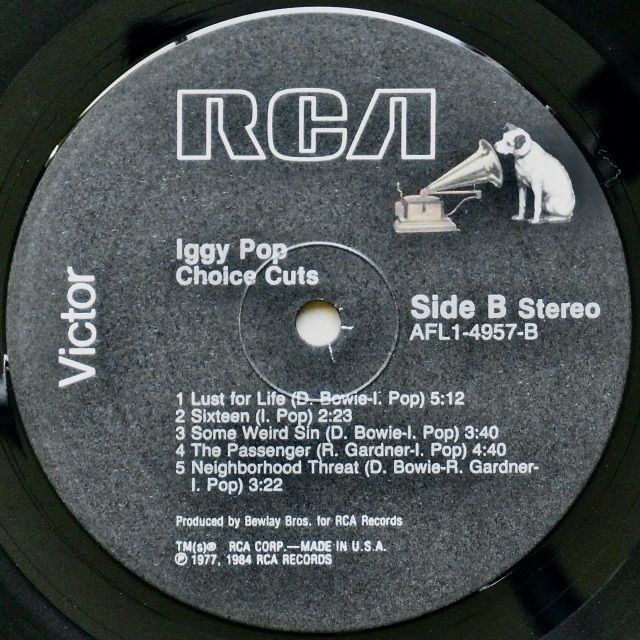 RCA
Victor
Iggy Pop
Choice Cuts
Side B Stereo
AFL1-4957-B
1 Lust for Life (D. Bowie-I. Pop) 5:12
2 Sixteen (I. Pop) 2:23
3 Some Weird Sin (D. Bowie-I. Pop) 3:40
4 The Passenger (R. Gardner-I. Pop) 4:40
5 Neighborhood Threat (D. Bowie-R. Gardner-
I. Pop) 3:22
Produced by Bewlay Bros. for RCA Records
TM(s)® RCA CORP.—MADE IN U.S.A.
℗ 1977, 1984 RCA RECORDS